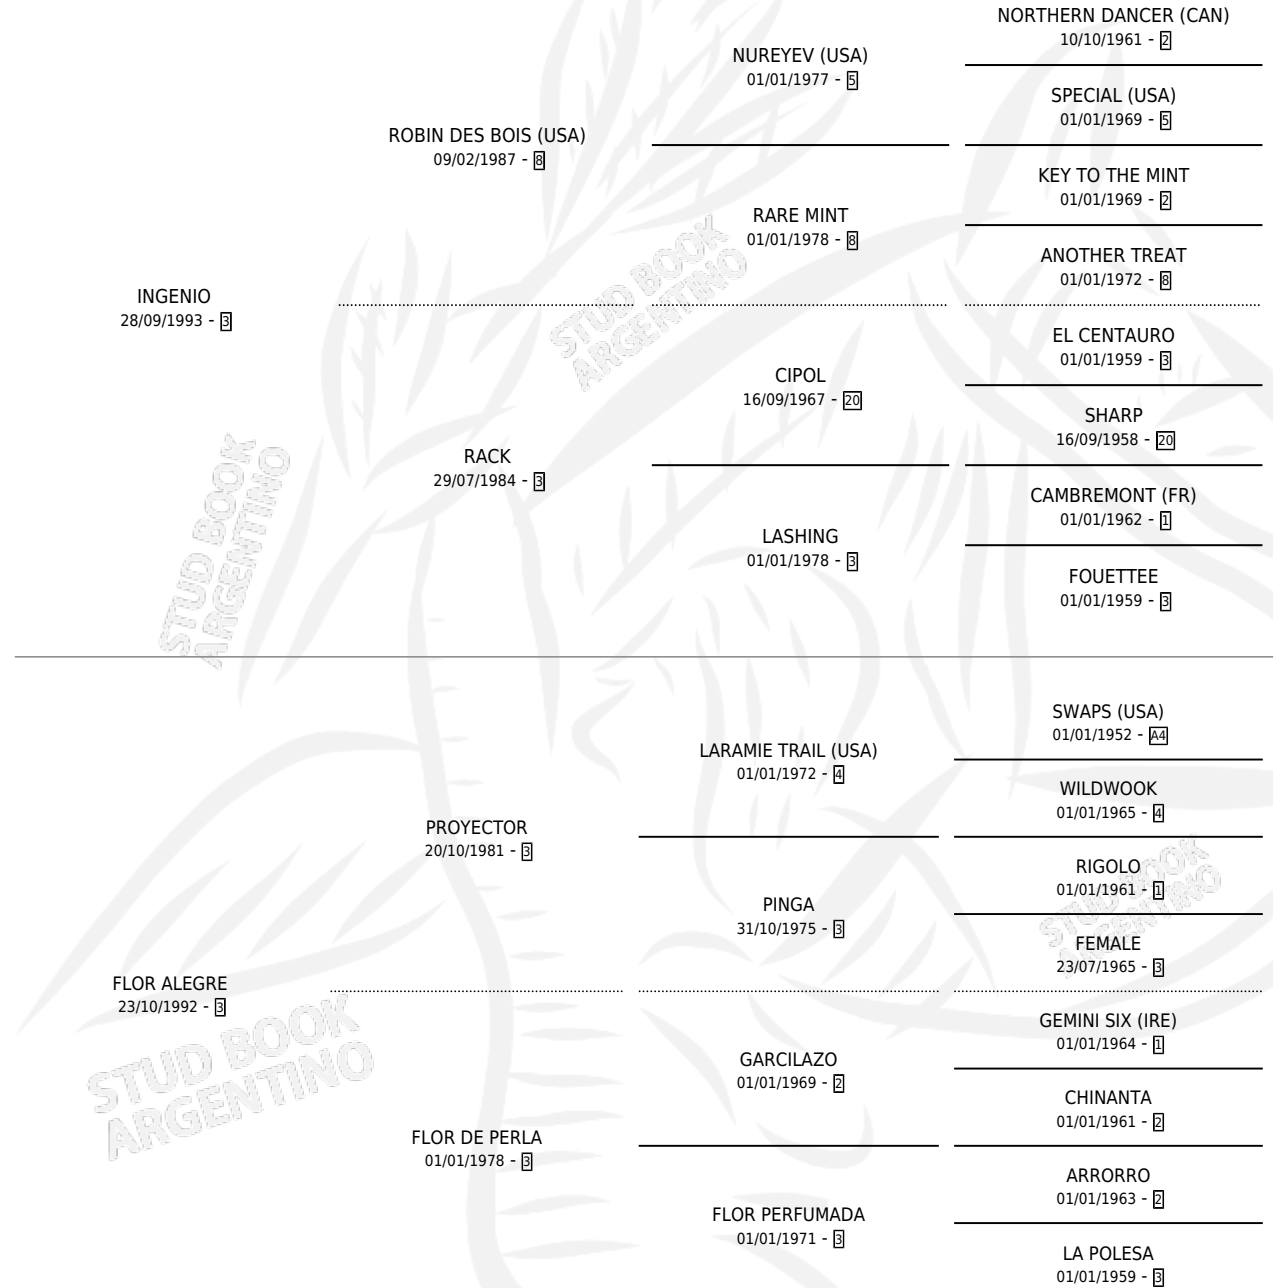 NORTHERN DANCER (CAN)
10/10/1961 - 2
NUREYEV (USA)
01/01/1977 - 5
SPECIAL (USA)
01/01/1969 - 5
ROBIN DES BOIS (USA)
09/02/1987 - 8
KEY TO THE MINT
01/01/1969 - 2
RARE MINT
01/01/1978 - 8
ANOTHER TREAT
01/01/1972 - 8
INGENIO
28/09/1993 - 3
EL CENTAURO
01/01/1959 - 3
CIPOL
16/09/1967 - 20
SHARP
16/09/1958 - 20
RACK
29/07/1984 - 3
CAMBREMONT (FR)
01/01/1962 - 1
LASHING
01/01/1978 - 3
FOUETTEE
01/01/1959 - 3
STUD BOOK
ARGENTINO
STUD BOOK
ARGENTINO
SWAPS (USA)
01/01/1952 - A4
LARAMIE TRAIL (USA)
01/01/1972 - 4
WILDWOOK
01/01/1965 - 4
PROYECTOR
20/10/1981 - 3
RIGOLO
01/01/1961 - 1
PINGA
31/10/1975 - 3
FEMALE
23/07/1965 - 3
FLOR ALEGRE
23/10/1992 - 3
GEMINI SIX (IRE)
01/01/1964 - 1
GARCILAZO
01/01/1969 - 2
CHINANTA
01/01/1961 - 2
FLOR DE PERLA
01/01/1978 - 3
ARRORRO
01/01/1963 - 2
FLOR PERFUMADA
01/01/1971 - 3
LA POLESA
01/01/1959 - 3
STUD BOOK
ARGENTINO
STUD BOOK
ARGENTINO